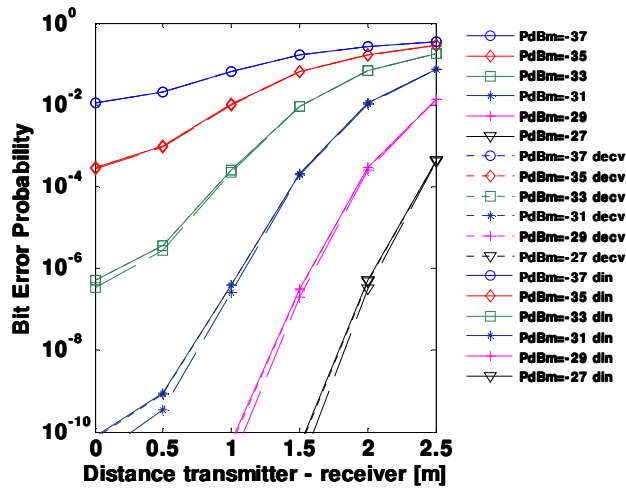 10^0
10^-2
10^-4
10^-6
10^-8
10^-10
Bit Error Probability
0
0.5
1
1.5
2
2.5
Distance transmitter - receiver [m]
PdBm=-37
PdBm=-35
PdBm=-33
PdBm=-31
PdBm=-29
PdBm=-27
PdBm=-37 decv
PdBm=-35 decv
PdBm=-33 decv
PdBm=-31 decv
PdBm=-29 decv
PdBm=-27 decv
PdBm=-37 din
PdBm=-35 din
PdBm=-33 din
PdBm=-31 din
PdBm=-29 din
PdBm=-27 din